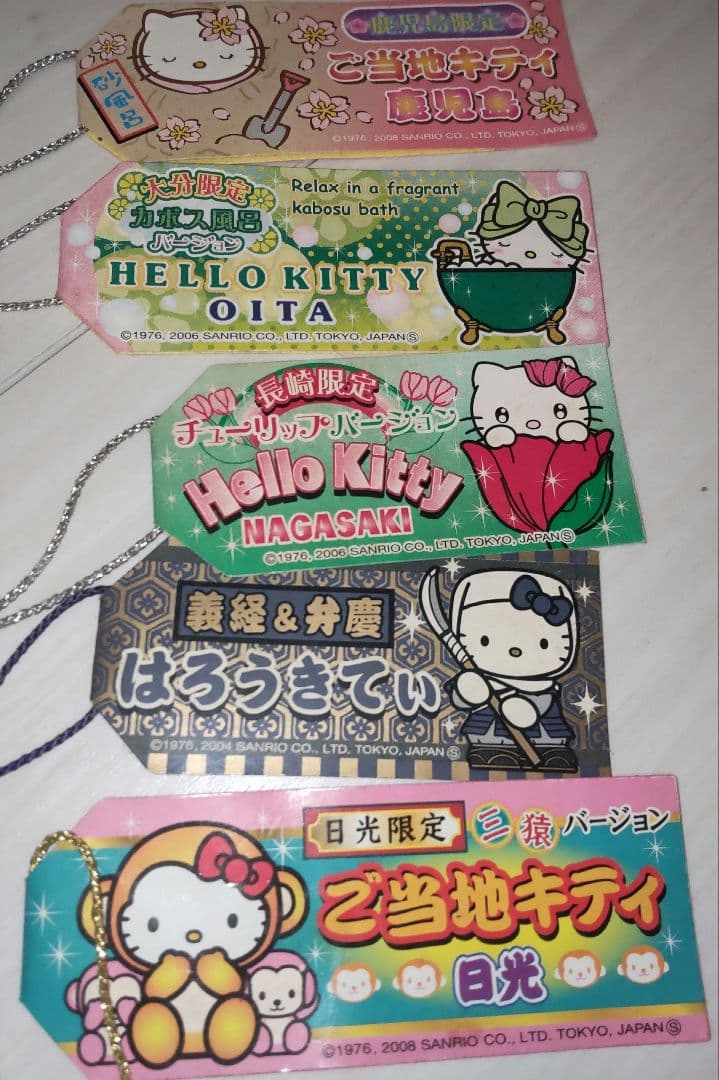 鹿児島限定
ご当地キティ
鹿児島
砂風呂
©1976, 2008 SANRIO CO., LTD. TOKYO, JAPAN Ⓢ
大分限定
カボス風呂
バージョン
Relax in a fragrant
kabosu bath
HELLO KITTY
OITA
©1976, 2006 SANRIO CO., LTD. TOKYO, JAPAN Ⓢ
長崎限定
チューリップバージョン
Hello Kitty
NAGASAKI
©1976, 2006 SANRIO CO., LTD. TOKYO, JAPAN Ⓢ
義経&弁慶
はろうきてぃ
©1976, 2004 SANRIO CO., LTD. TOKYO, JAPAN Ⓢ
日光限定 三猿バージョン
ご当地キティ
日光
©1976, 2008 SANRIO CO., LTD. TOKYO, JAPAN Ⓢ